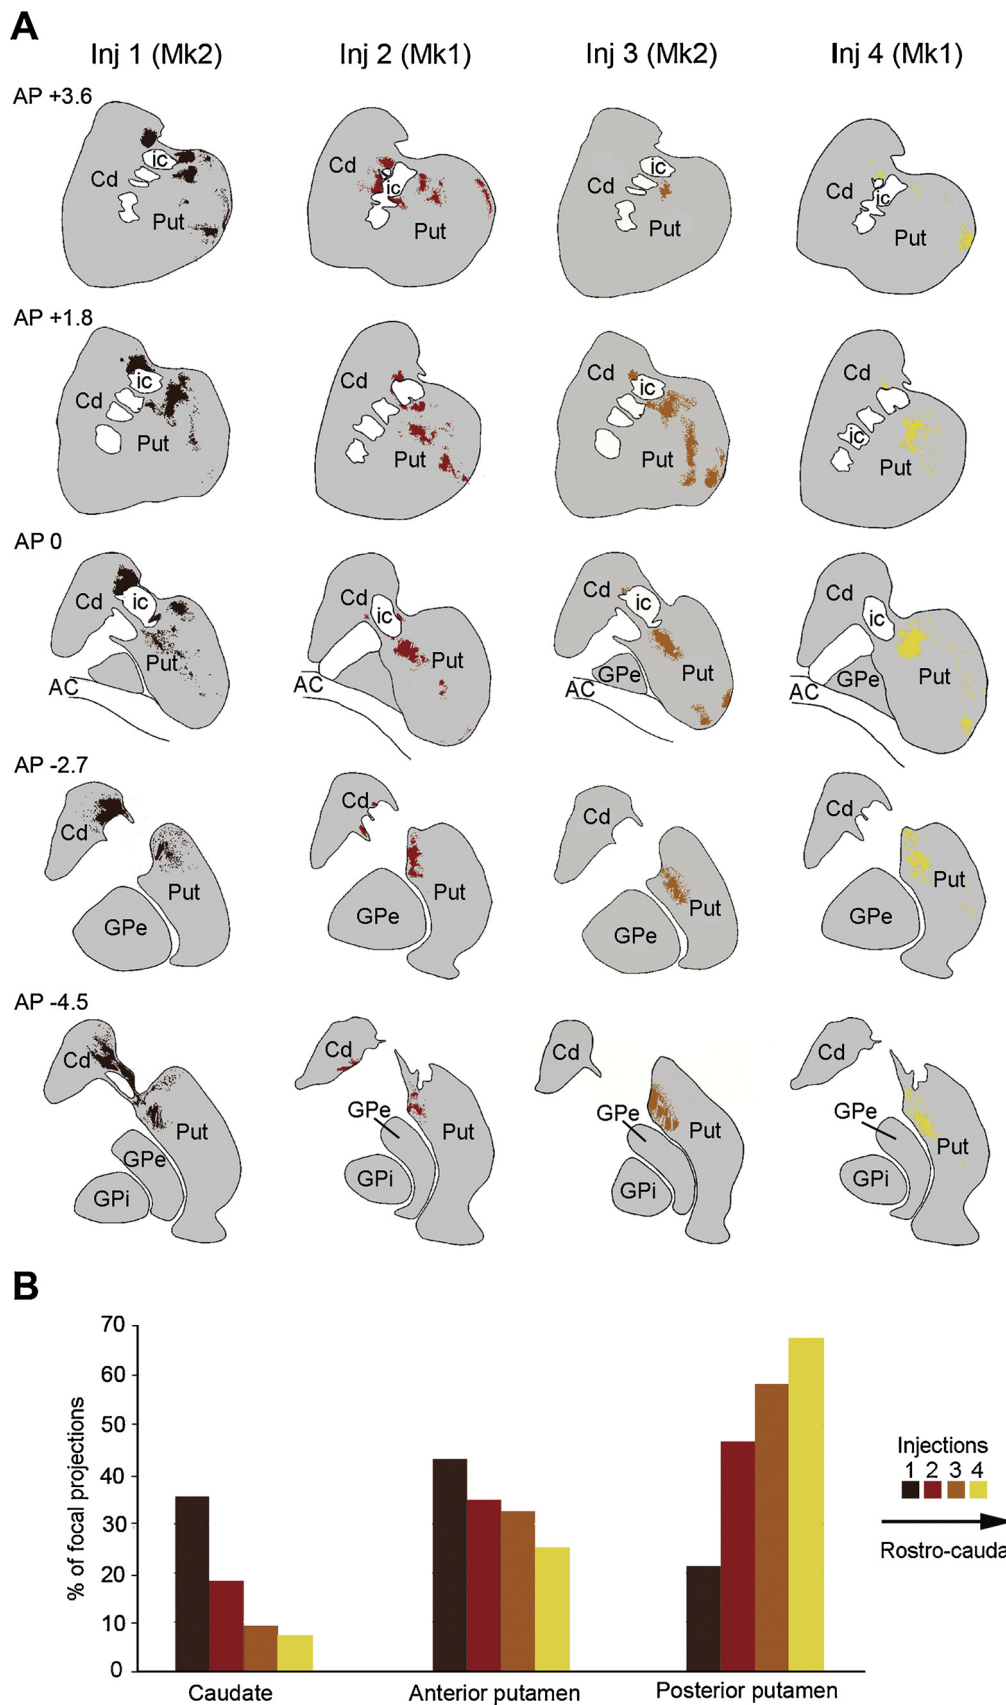 A
Inj 1 (Mk2) Inj 2 (Mk1) Inj 3 (Mk2) Inj 4 (Mk1)
AP +3.6
Cd ic Put Cd ic Put Cd ic Put Cd ic Put
AP +1.8
Cd ic Put Cd Put Cd ic Put Cd ic Put
AP 0
Cd ic Put AC Cd ic Put AC Cd ic GPe Put AC Cd ic GPe Put AC
AP -2.7
Cd Put GPe Cd Put GPe Cd Put GPe Cd Put GPe
AP -4.5
Cd Put GPe GPi Cd GPe Put GPi Cd GPe Put GPi Cd GPe Put GPi
B
% of focal projections
70
60
50
40
30
20
10
0
Caudate Anterior putamen Posterior putamen
Injections
1 2 3 4
Rostro-cauda